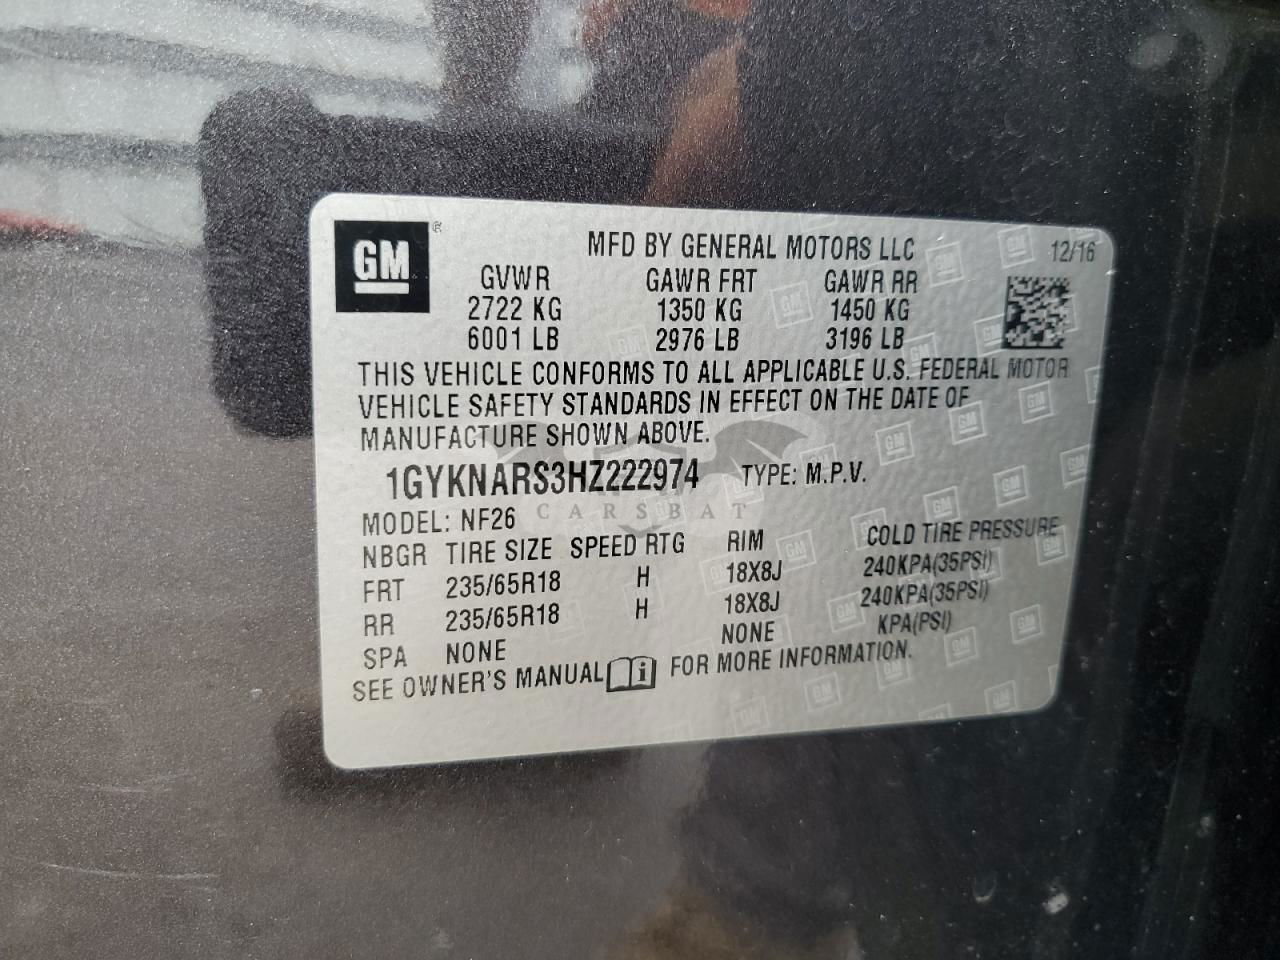 GM ® MFD BY GENERAL MOTORS LLC 12/16
GVWR GAWR FRT GAWR RR
2722 KG 1350 KG 1450 KG
6001 LB 2976 LB 3196 LB
THIS VEHICLE CONFORMS TO ALL APPLICABLE U.S. FEDERAL MOTOR
VEHICLE SAFETY STANDARDS IN EFFECT ON THE DATE OF
MANUFACTURE SHOWN ABOVE.
1GYKNARS3HZ222974 TYPE: M.P.V.
CARSBAT
MODEL: NF26
NBGR TIRE SIZE SPEED RTG RIM COLD TIRE PRESSURE
FRT 235/65R18 H 18X8J 240KPA(35PSI)
RR 235/65R18 H 18X8J 240KPA(35PSI)
SPA NONE NONE KPA(PSI)
SEE OWNER'S MANUAL i FOR MORE INFORMATION.